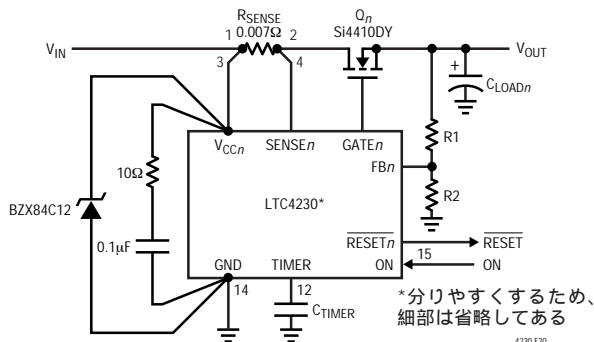 RSENSE
0.007Ω
Qn
Si4410DY
VIN
1
2
3
4
VOUT
+
CLOADn
R1
VCCn
SENSEn
GATEn
FBn
10Ω
R2
BZX84C12
LTC4230*
0.1µF
RESETn
RESET
15
GND
TIMER
ON
ON
14
12
CTIMER
*分りやすくするため、
細部は省略してある
4230 F20